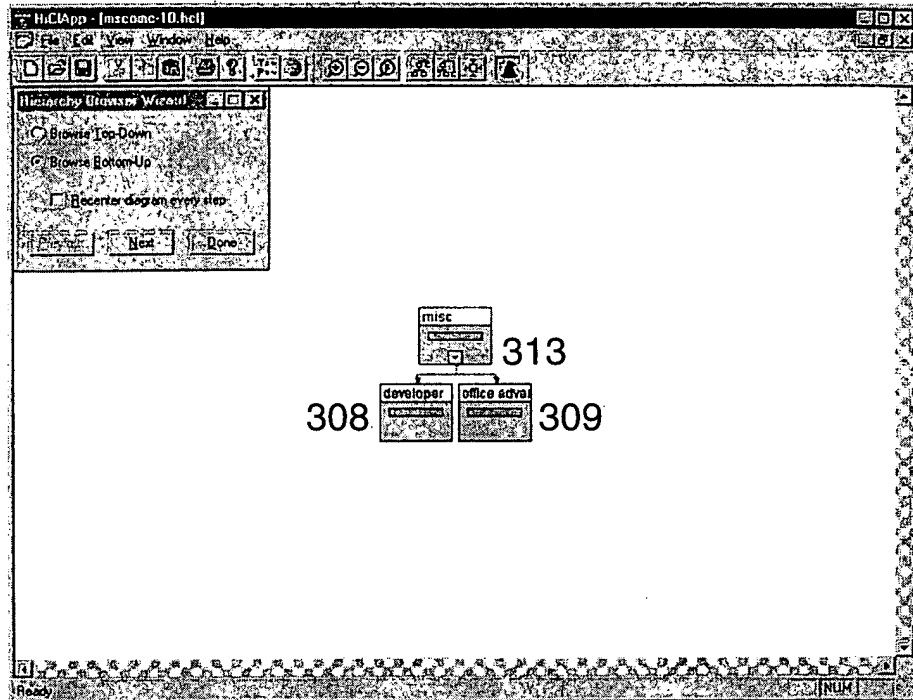 HiClApp - [mscomc-10.hcl]
File Edit View Window Help
Hierarchy Browser Wizard
Browse Top-Down
Browse Bottom-Up
Recenter diagram every step
Next Done
misc
313
developer office advan
308 309
Ready NUM